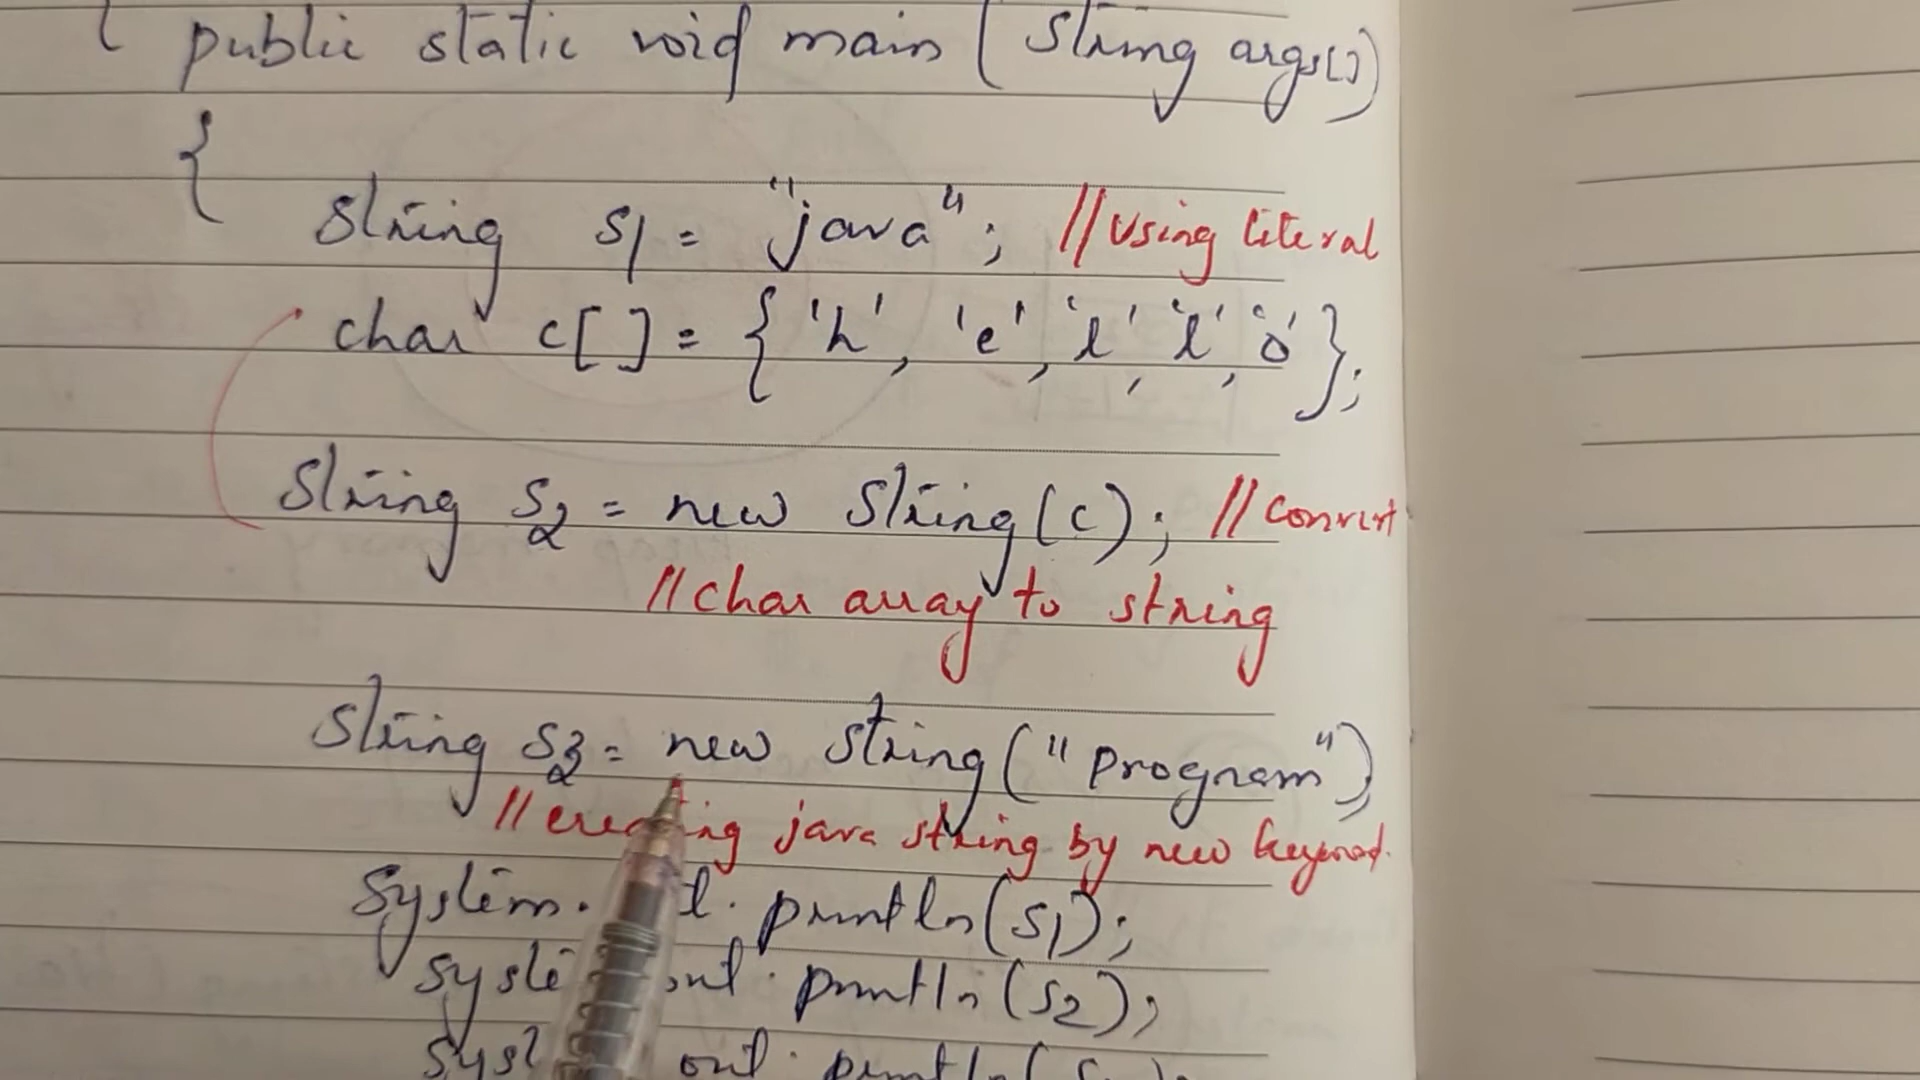 { public static void main (String args[])
{
String s1 = "java"; //Using literal
char c[] = {'h', 'e', 'l', 'l', 'o'};
String s2 = new String(c); //convert
//char array to string
String s3 = new String("Program");
//creating java string by new keyword.
System. println(s1);
out. println(s2);
out. println(